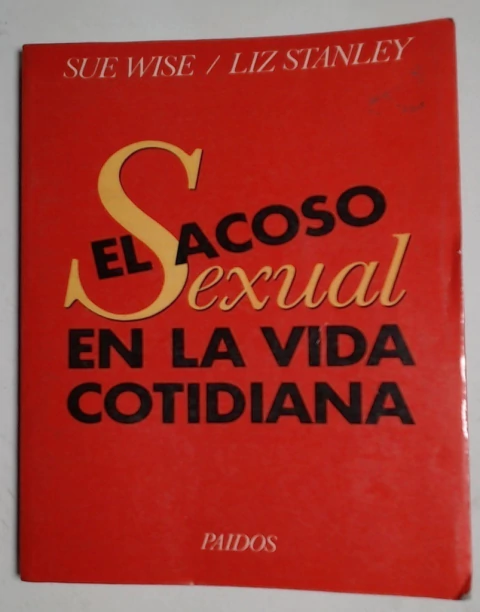 SUE WISE / LIZ STANLEY
EL ACOSO
Sexual
EN LA VIDA
COTIDIANA
PAIDOS